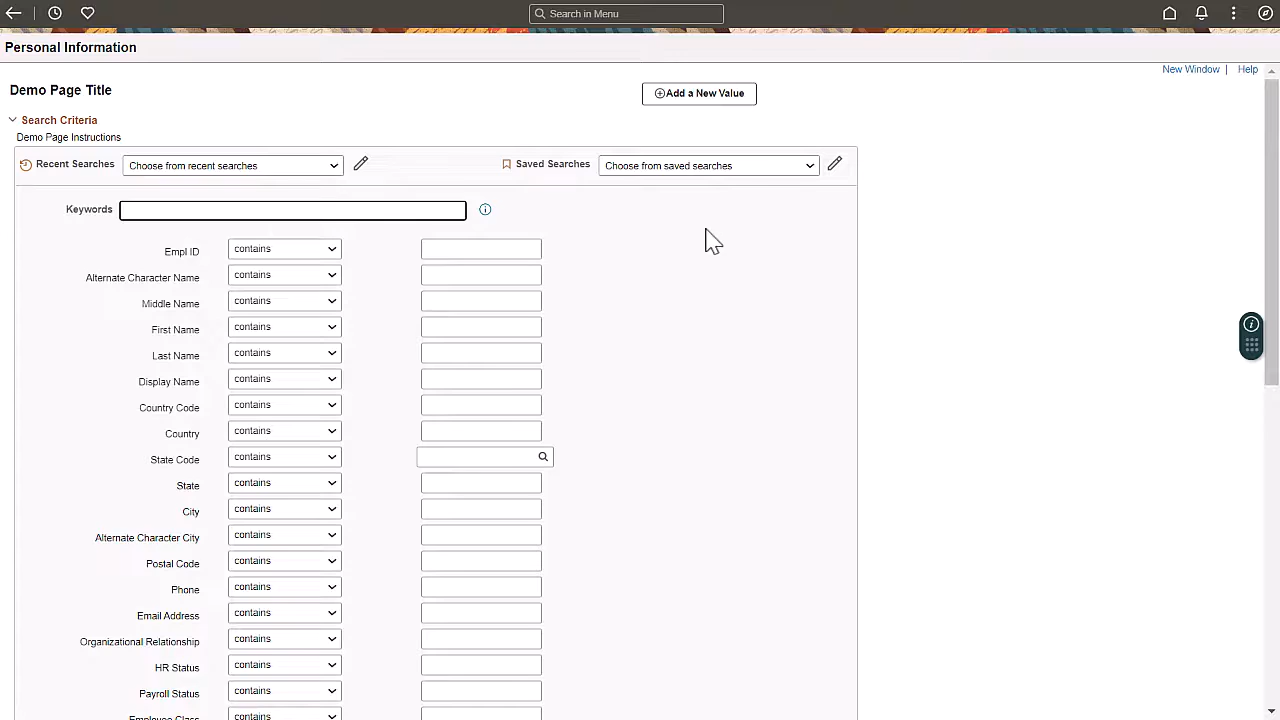 Search in Menu
Personal Information
New Window | Help
Demo Page Title
Add a New Value
Search Criteria
Demo Page Instructions
Recent Searches Choose from recent searches Saved Searches Choose from saved searches
Keywords
Empl ID contains
Alternate Character Name contains
Middle Name contains
First Name contains
Last Name contains
Display Name contains
Country Code contains
Country contains
State Code contains
State contains
City contains
Alternate Character City contains
Postal Code contains
Phone contains
Email Address contains
Organizational Relationship contains
HR Status contains
Payroll Status contains
Employee Class contains